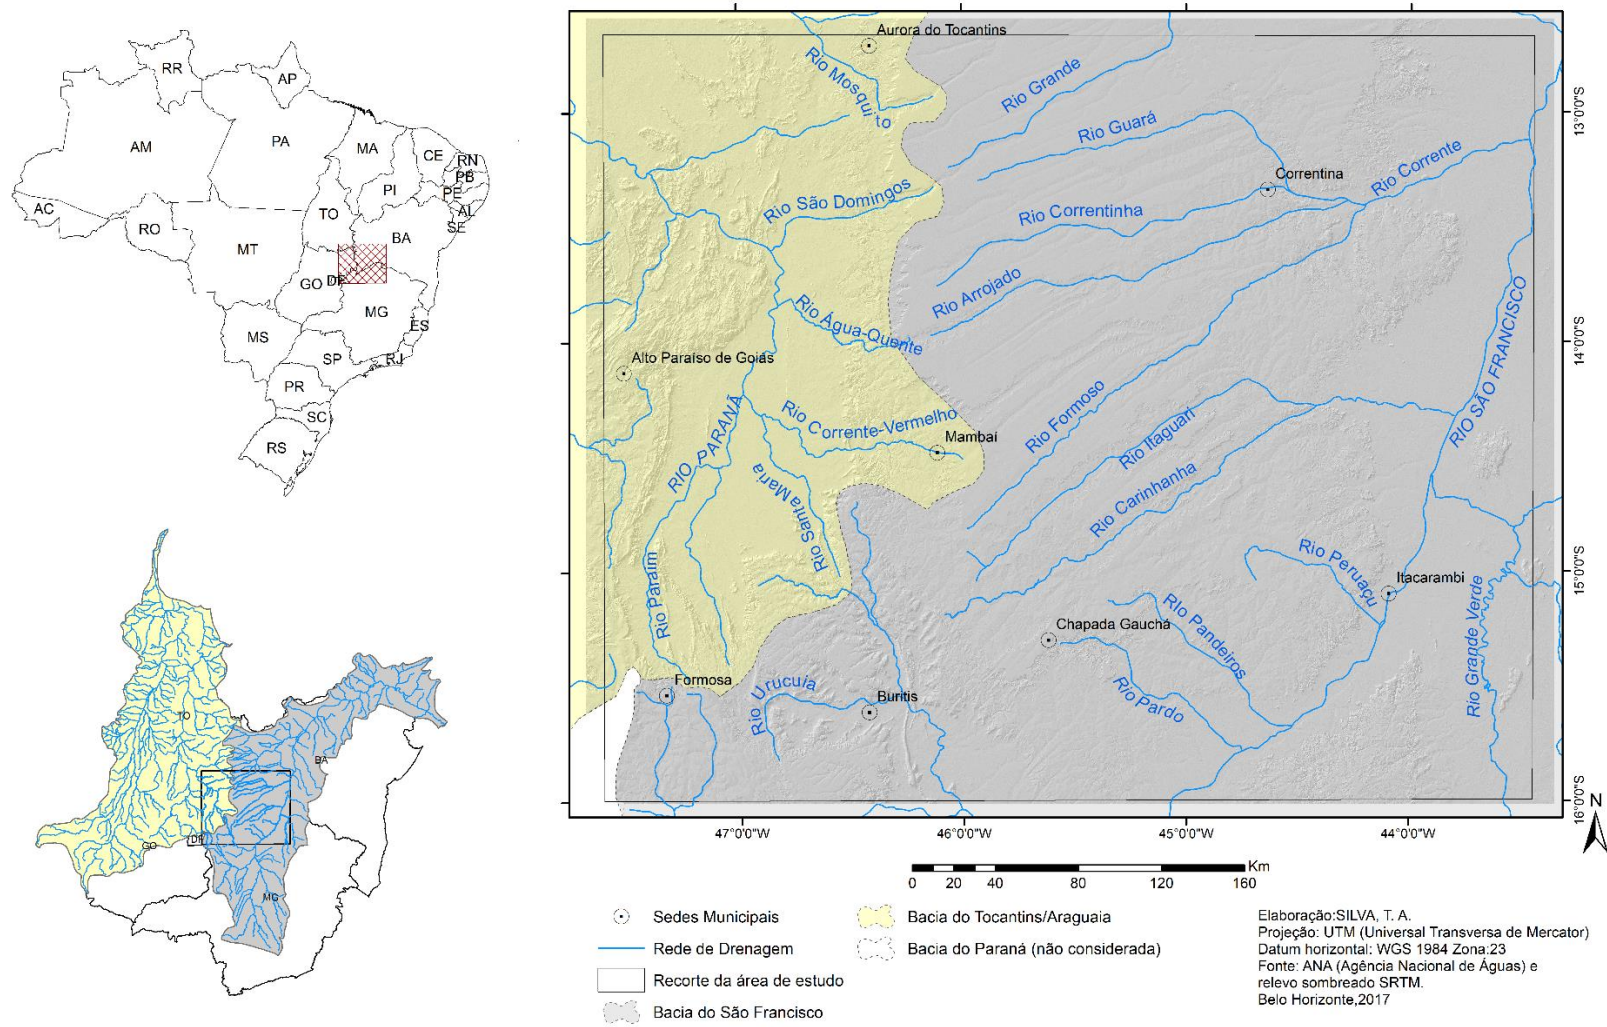 RR
AP
AM
PA
MA
CE
RN
PB
PE
PI
AL
SE
AC
RO
TO
BA
MT
GO
DF
MG
ES
MS
SP
RJ
PR
SC
RS
TO
BA
GO
DF
MG
Aurora do Tocantins
Rio Mosquito
Rio Grande
Rio Guará
Correntina
Rio Corrente
Rio São Domingos
Rio Correntinha
Rio Arrojado
Rio Água-Quente
Alto Paraíso de Goiás
RIO SÃO FRANCISCO
RIO PARANÁ
Rio Corrente-Vermelho
Mambaí
Rio Formoso
Rio Itaguari
Rio Carinhanha
Rio Santa Maria
Rio Paraim
Rio Peruaçu
Itacarambi
Rio Grande Verde
Chapada Gaucha
RIo Pandeiros
Rio Pardo
Formosa
Rio Urucuia
Buritis
13°0'0"S
14°0'0"S
15°0'0"S
16°0'0"S
47°0'0"W
46°0'0"W
45°0'0"W
44°0'0"W
N
Km
0 20 40 80 120 160
Sedes Municipais
Rede de Drenagem
Recorte da área de estudo
Bacia do São Francisco
Bacia do Tocantins/Araguaia
Bacia do Paraná (não considerada)
Elaboração:SILVA, T. A.
Projeção: UTM (Universal Transversa de Mercator)
Datum horizontal: WGS 1984 Zona:23
Fonte: ANA (Agência Nacional de Águas) e
relevo sombreado SRTM.
Belo Horizonte,2017